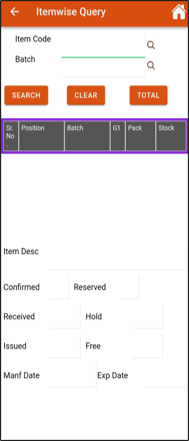 Itemwise Query
Item Code
Batch
SEARCH CLEAR TOTAL
Sr. No . Position Batch G1 Pack Stock
Item Desc
Confirmed Reserved
Received Hold
Issued Free
Manf Date Exp Date